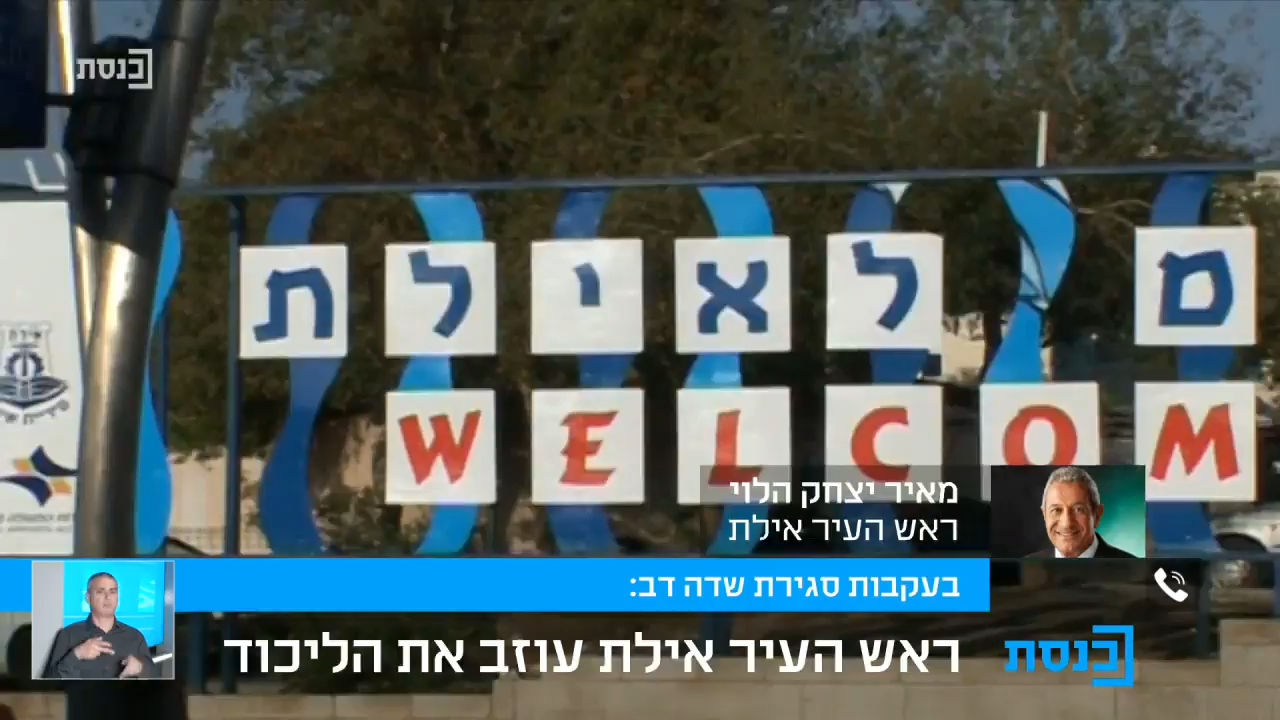 כנסת
ם לאילת
WELCOM
מאיר יצחק הלוי
ראש העיר אילת
בעקבות סגירת שדה דב:
ראש העיר אילת עוזב את הליכוד
כנסת